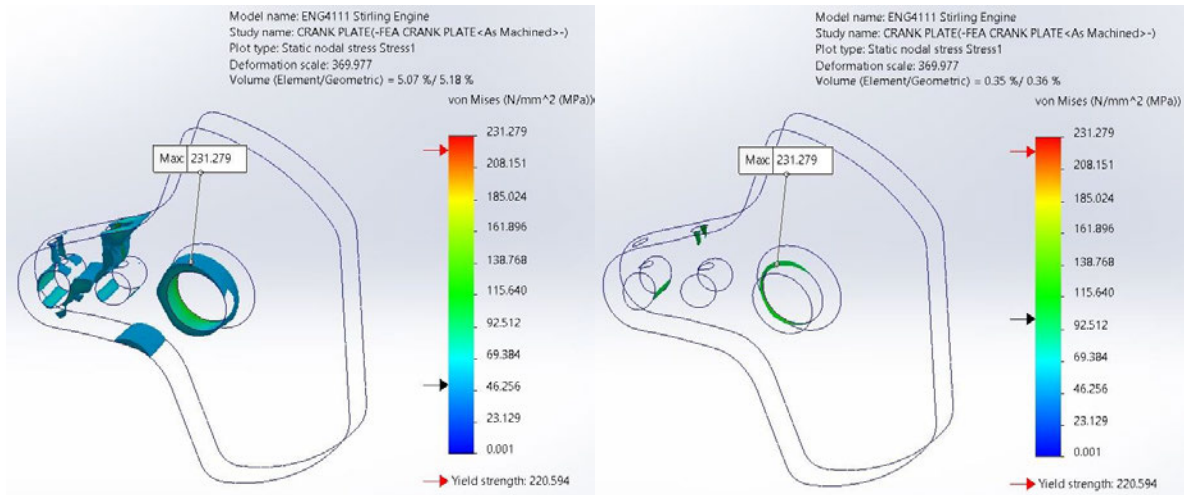 Model name: ENG4111 Stirling Engine
Study name: CRANK PLATE(-FEA CRANK PLATE<As Machined>-)
Plot type: Static nodal stress Stress1
Deformation scale: 369.977
Volume (Element/Geometric) = 5.07 %/ 5.18 %
von Mises (N/mm^2 (MPa))
231.279
208.151
185.024
161.896
138.768
115.640
92.512
69.384
46.256
23.129
0.001
Yield strength: 220.594
Max: 231.279
Model name: ENG4111 Stirling Engine
Study name: CRANK PLATE(-FEA CRANK PLATE<As Machined>-)
Plot type: Static nodal stress Stress1
Deformation scale: 369.977
Volume (Element/Geometric) = 0.35 %/ 0.36 %
von Mises (N/mm^2 (MPa))
231.279
208.151
185.024
161.896
138.768
115.640
92.512
69.384
46.256
23.129
0.001
Yield strength: 220.594
Max: 231.279